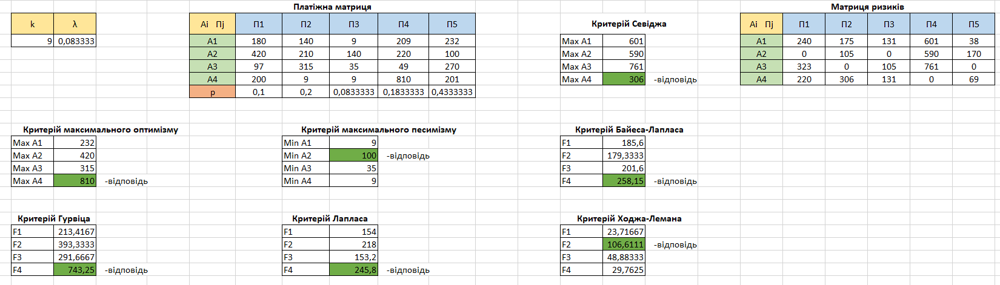 Платіжна матриця Матриця ризиків
k λ Ai Пj П1 П2 П3 П4 П5 Критерій Севіджа Ai Пj П1 П2 П3 П4 П5
9 0,083333 A1 180 140 9 209 232 Max A1 601 A1 240 175 131 601 38
A2 420 210 140 220 100 Max A2 590 A2 0 105 0 590 170
A3 97 315 35 49 270 Max A3 761 A3 323 0 105 761 0
A4 200 9 9 810 201 Max A4 306 -відповідь A4 220 306 131 0 69
p 0,1 0,2 0,0833333 0,1833333 0,4333333
Критерій максимального оптимізму Критерій максимального песимізму Критерій Байеса-Лапласа
Max A1 232 Min A1 9 F1 185,6
Max A2 420 Min A2 100 -відповідь F2 179,3333
Max A3 315 Min A3 35 F3 201,6
Max A4 810 -відповідь Min A4 9 F4 258,15 -відповідь
Критерій Гурвіца Критерій Лапласа Критерій Ходжа-Лемана
F1 213,4167 F1 154 F1 23,71667
F2 393,3333 F2 218 F2 106,6111 -відповідь
F3 291,6667 F3 153,2 F3 48,88333
F4 743,25 -відповідь F4 245,8 -відповідь F4 29,7625